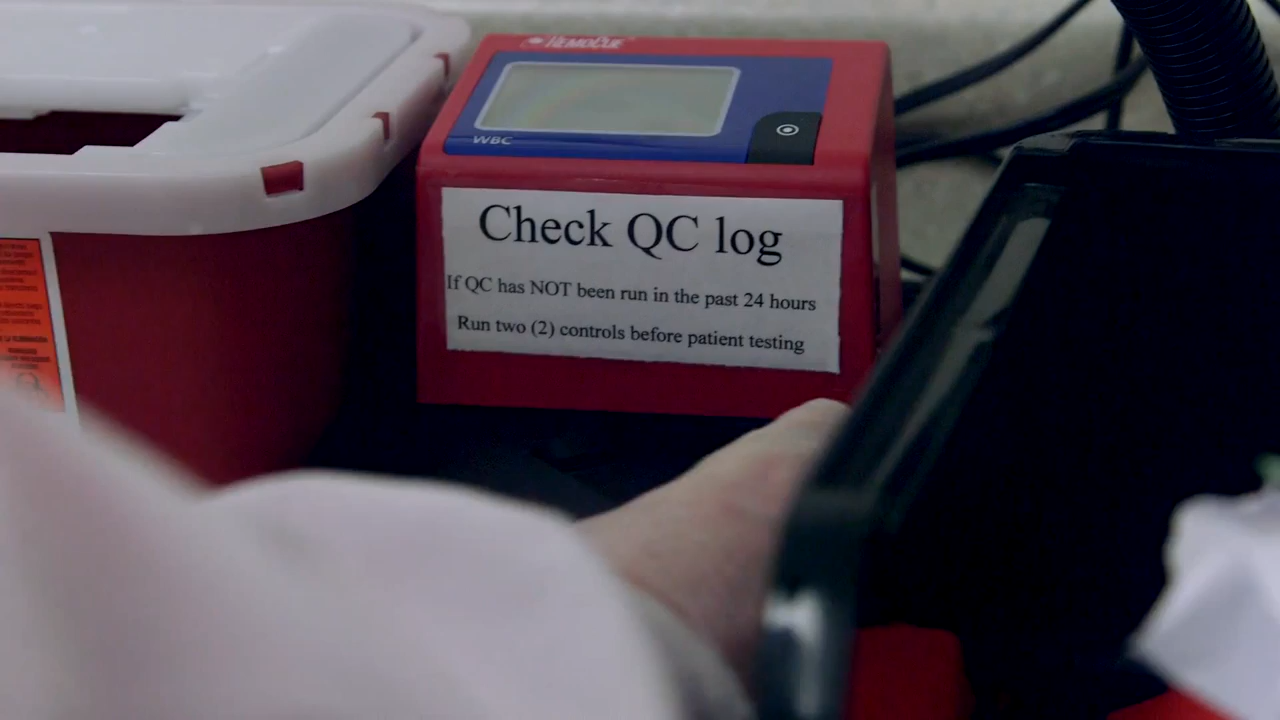 HemoCue
WBC
Check QC log
If QC has NOT been run in the past 24 hours
Run two (2) controls before patient testing